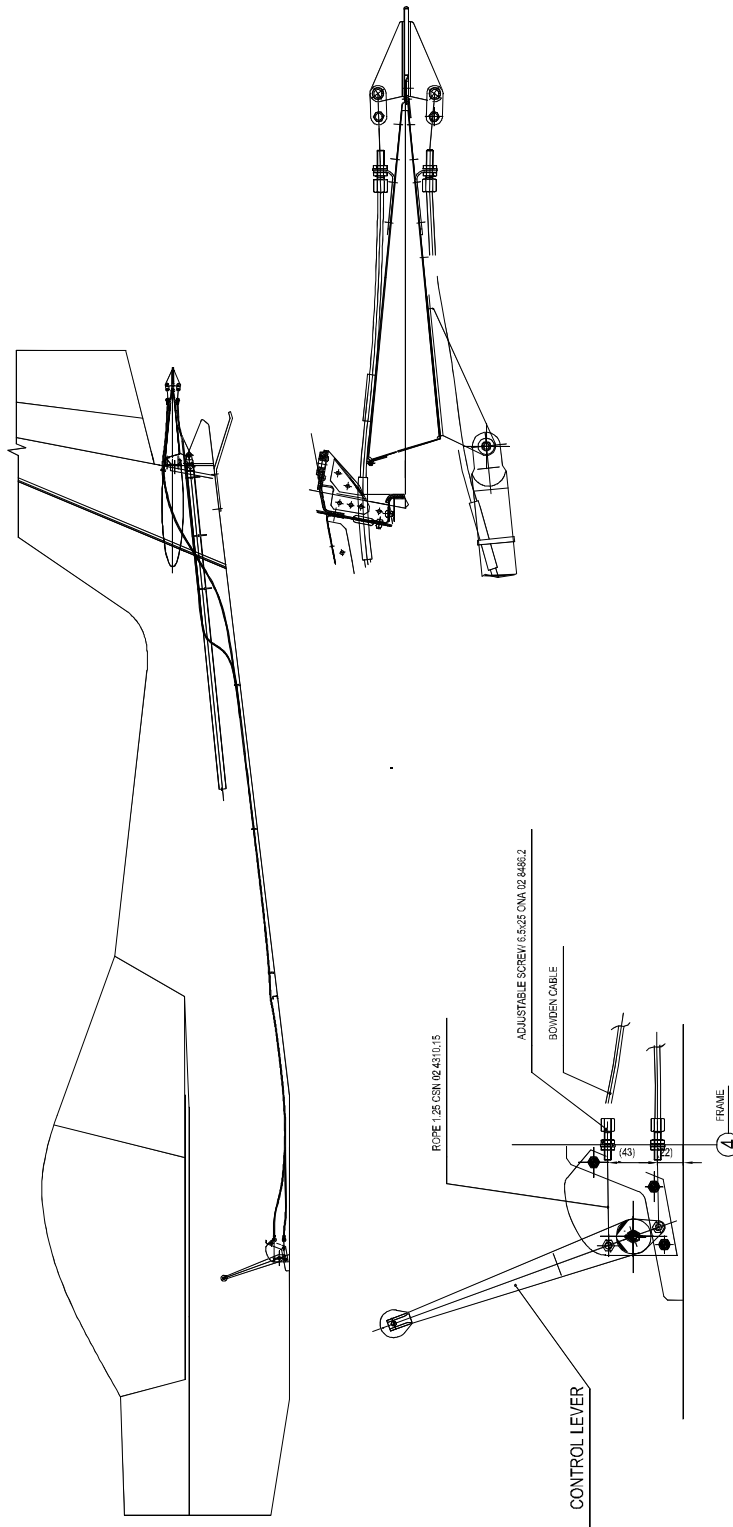 ADJUSTABLE SCREW/ 6.5x25 ONA 02 8486.2
BOWDEN CABLE
ROPE 1.25 CSN 02 4310.15
(43)
22)
4
FRAME
CONTROL LEVER